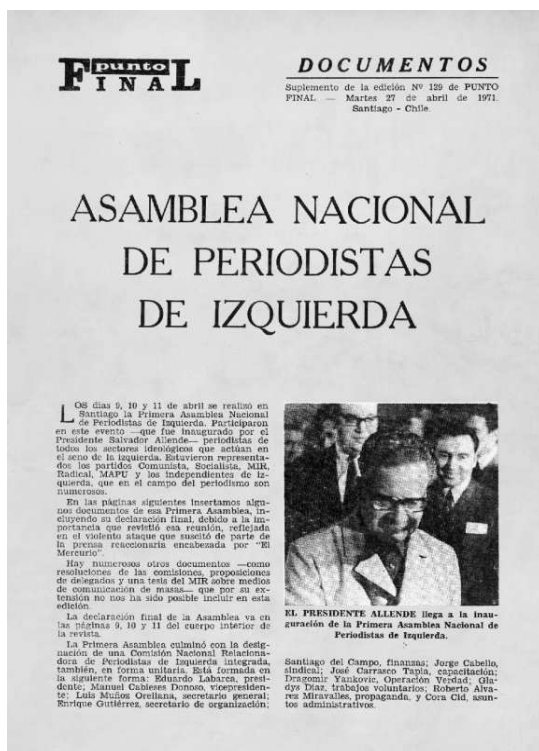 punto
FINAL
DOCUMENTOS
Suplemento de la edición Nº 129 de PUNTO
FINAL — Martes 27 de abril de 1971.
Santiago - Chile.
ASAMBLEA NACIONAL
DE PERIODISTAS
DE IZQUIERDA
LOS días 9, 10 y 11 de abril se realizó en
Santiago la Primera Asamblea Nacional
de Periodistas de Izquierda. Participaron
en este evento —que fue inaugurado por el
Presidente Salvador Allende— periodistas de
todos los sectores ideológicos que actúan en
el seno de la izquierda. Estuvieron representa-
dos los partidos Comunista, Socialista, MIR,
Radical, MAPU y los independientes de iz-
quierda, que en el campo del periodismo son
numerosos.
En las páginas siguientes insertamos algu-
nos documentos de esa Primera Asamblea, in-
cluyendo su declaración final, debido a la im-
portancia que revistió esa reunión, reflejada
en el violento ataque que suscitó de parte de
la prensa reaccionaria encabezada por "El
Mercurio".
Hay numerosos otros documentos —como
resoluciones de las comisiones, proposiciones
de delegados y una tesis del MIR sobre medios
de comunicación de masas— que por su ex-
tensión no nos ha sido posible incluir en esta
edición.
La declaración final de la Asamblea va en
las páginas 9, 10 y 11 del cuerpo interior de
la revista.
La Primera Asamblea culminó con la desig-
nación de una Comisión Nacional Relaciona-
dora de Periodistas de Izquierda integrada,
también, en forma unitaria. Está formada en
la siguiente forma: Eduardo Labarca, presi-
dente; Manuel Cabieses Donoso, vicepresiden-
te; Luis Muñoz Orellana, secretario general;
Enrique Gutiérrez, secretario de organización;
EL PRESIDENTE ALLENDE llega a la inau-
guración de la Primera Asamblea Nacional de
Periodistas de Izquierda.
Santiago del Campo, finanzas; Jorge Cabello,
sindical; José Carrasco Tapia, capacitación;
Dragomir Yankovic, Operación Verdad; Gla-
dys Díaz, trabajos voluntarios; Roberto Alva-
rez Miravalles, propaganda, y Cora Cid, asun-
tos administrativos.